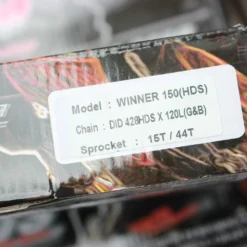 Model : WINNER 150(HDS)
Chain : DID 428HDS X 120L(G&B)
Sprocket : 15T / 44T